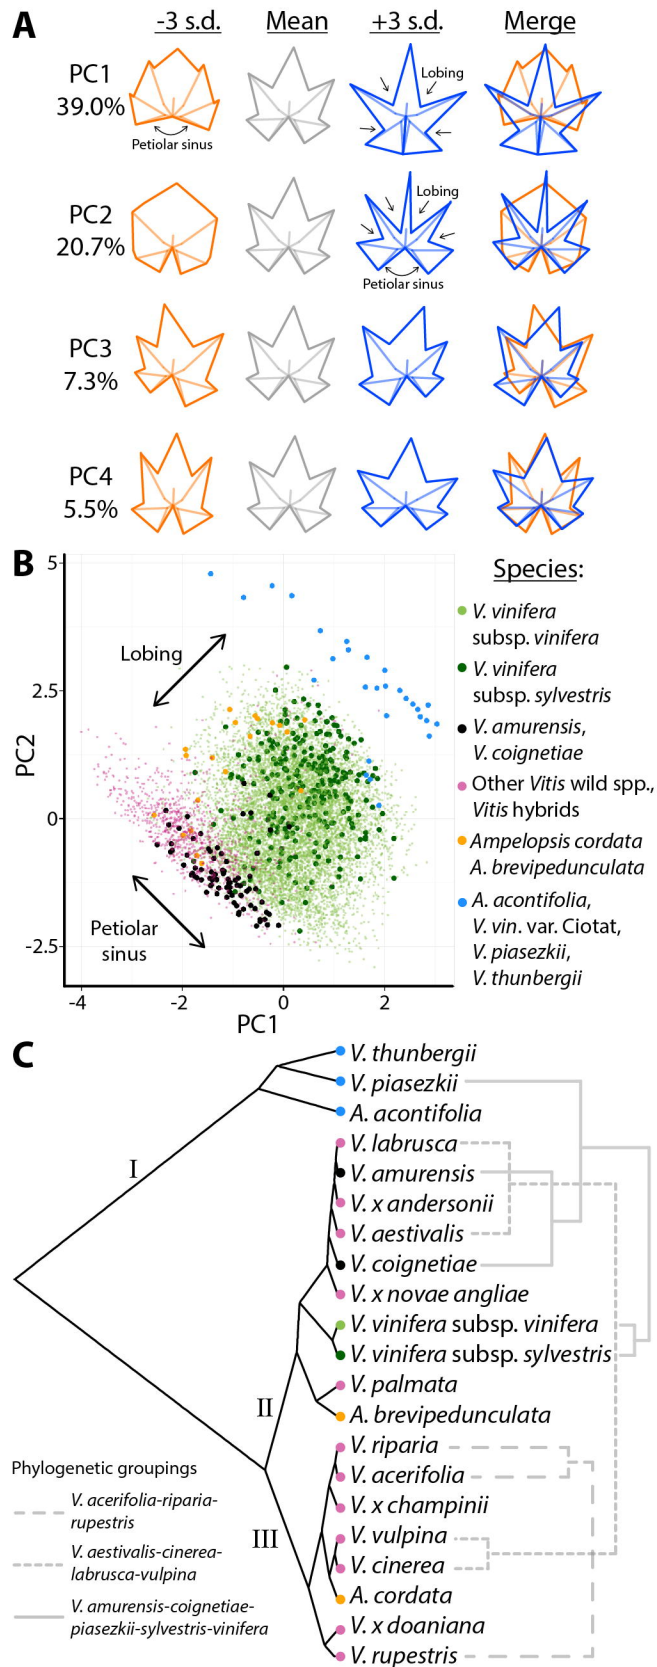 A
-3 s.d. Mean +3 s.d. Merge
PC1
39.0%
Petiolar sinus
Lobing
PC2
20.7%
Lobing
Petiolar sinus
PC3
7.3%
PC4
5.5%
B
5
2.5
0
-2.5
-4 -2 0 2
PC2
PC1
Lobing
Petiolar
sinus
Species:
V. vinifera
subsp. vinifera
V. vinifera
subsp. sylvestris
V. amurensis,
V. coignetiae
Other Vitis wild spp.,
Vitis hybrids
Ampelopsis cordata
A. brevipedunculata
A. acontifolia,
V. vin. var. Ciotat,
V. piasezkii,
V. thunbergii
C
I
II
III
V. thunbergii
V. piasezkii
A. acontifolia
V. labrusca
V. amurensis
V. x andersonii
V. aestivalis
V. coignetiae
V. x novae angliae
V. vinifera subsp. vinifera
V. vinifera subsp. sylvestris
V. palmata
A. brevipedunculata
V. riparia
V. acerifolia
V. x champinii
V. vulpina
V. cinerea
A. cordata
V. x doaniana
V. rupestris
Phylogenetic groupings
V. acerifolia-riparia-
rupestris
V. aestivalis-cinerea-
labrusca-vulpina
V. amurensis-coignetiae-
piasezkii-sylvestris-vinifera